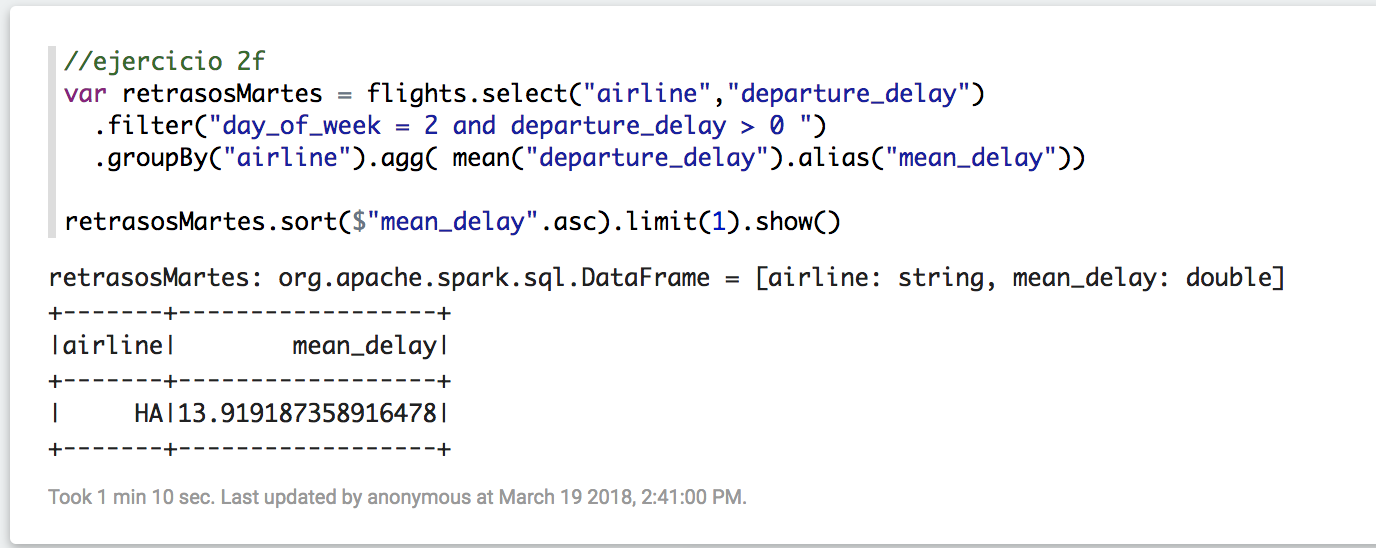 //ejercicio 2f
var retrasosMartes = flights.select("airline","departure_delay")
  .filter("day_of_week = 2 and departure_delay > 0 ")
  .groupBy("airline").agg( mean("departure_delay").alias("mean_delay"))
retrasosMartes.sort($"mean_delay".asc).limit(1).show()
retrasosMartes: org.apache.spark.sql.DataFrame = [airline: string, mean_delay: double]
+-------+------------------+
|airline|        mean_delay|
+-------+------------------+
|     HA|13.919187358916478|
+-------+------------------+
Took 1 min 10 sec. Last updated by anonymous at March 19 2018, 2:41:00 PM.